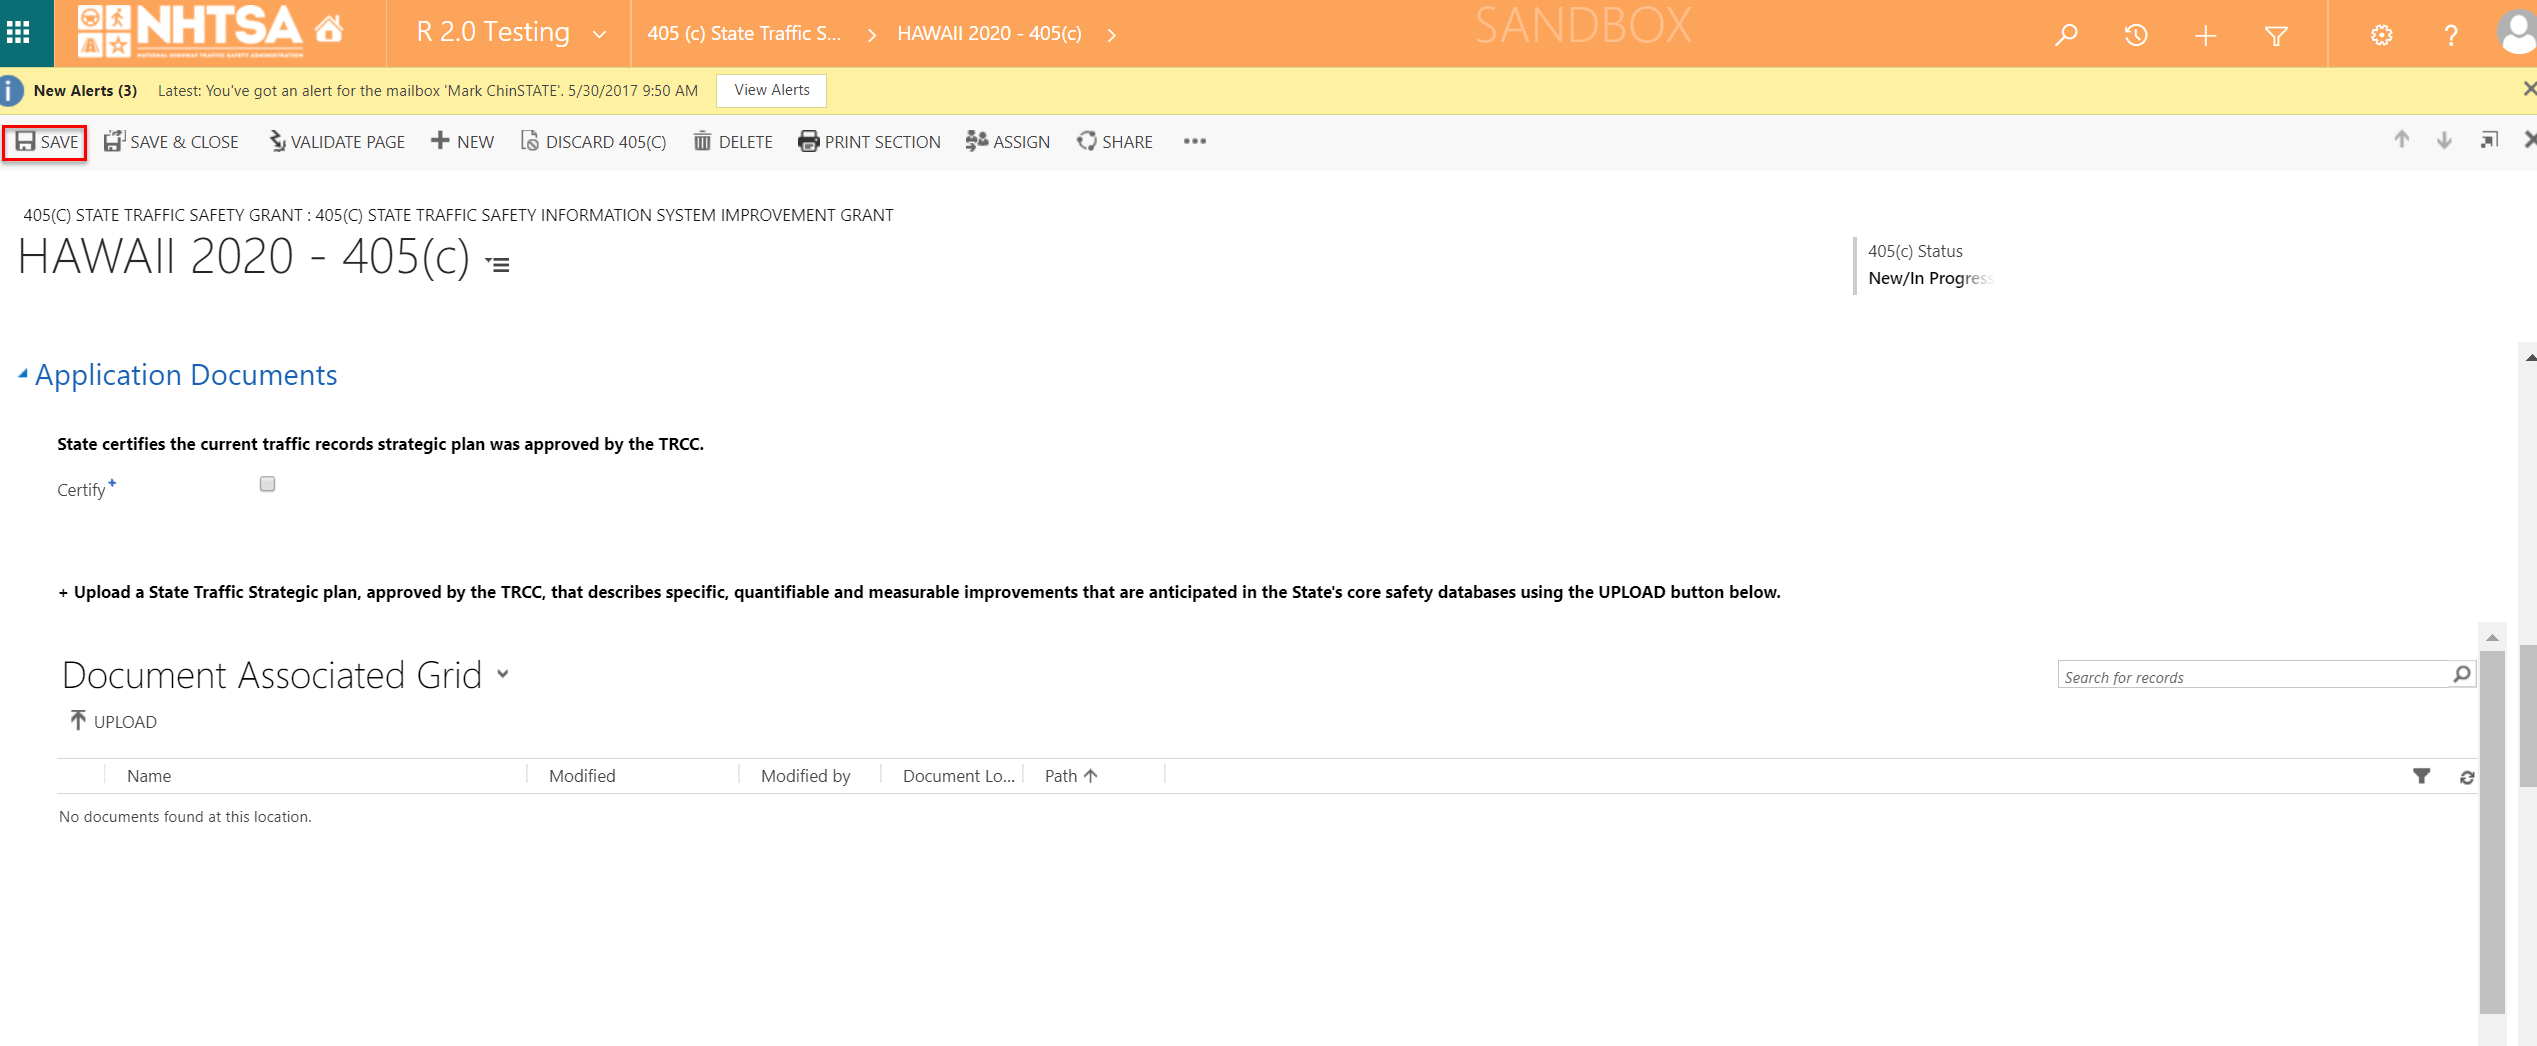 NHTSA
NATIONAL HIGHWAY TRAFFIC SAFETY ADMINISTRATION
R 2.0 Testing
405 (c) State Traffic S...
HAWAII 2020 - 405(c)
SANDBOX
?
New Alerts (3) Latest: You've got an alert for the mailbox 'Mark ChinSTATE'. 5/30/2017 9:50 AM View Alerts
SAVE SAVE & CLOSE VALIDATE PAGE NEW DISCARD 405(C) DELETE PRINT SECTION ASSIGN SHARE ...
405(C) STATE TRAFFIC SAFETY GRANT : 405(C) STATE TRAFFIC SAFETY INFORMATION SYSTEM IMPROVEMENT GRANT
HAWAII 2020 - 405(c)
405(c) Status
New/In Progress
Application Documents
State certifies the current traffic records strategic plan was approved by the TRCC.
Certify +
+ Upload a State Traffic Strategic plan, approved by the TRCC, that describes specific, quantifiable and measurable improvements that are anticipated in the State's core safety databases using the UPLOAD button below.
Document Associated Grid
Search for records
UPLOAD
Name Modified Modified by Document Lo... Path
No documents found at this location.